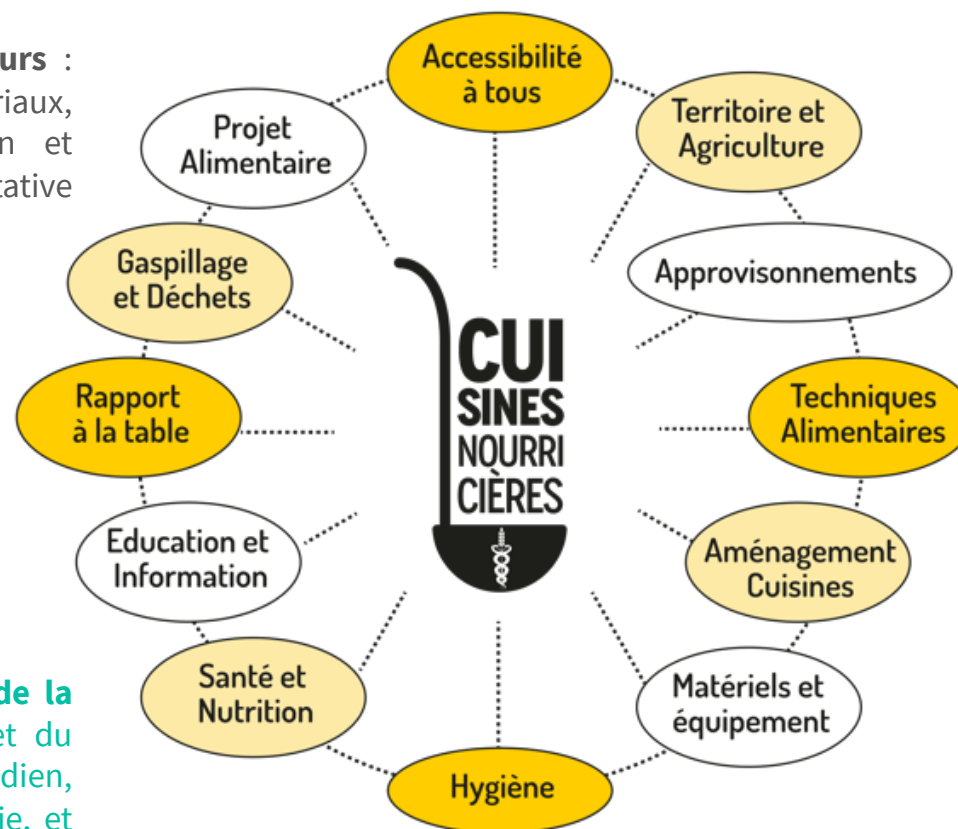 urs :
riaux,
n et
tative
Accessibilité
à tous
Territoire et
Agriculture
Approvisonnements
Techniques
Alimentaires
Aménagement
Cuisines
Matériels et
équipement
Hygiène
Santé et
Nutrition
Education et
Information
Rapport
à la table
Gaspillage
et Déchets
Projet
Alimentaire
CUI
SINES
NOURRI
CIÈRES
de la
et du
dien,
ie, et